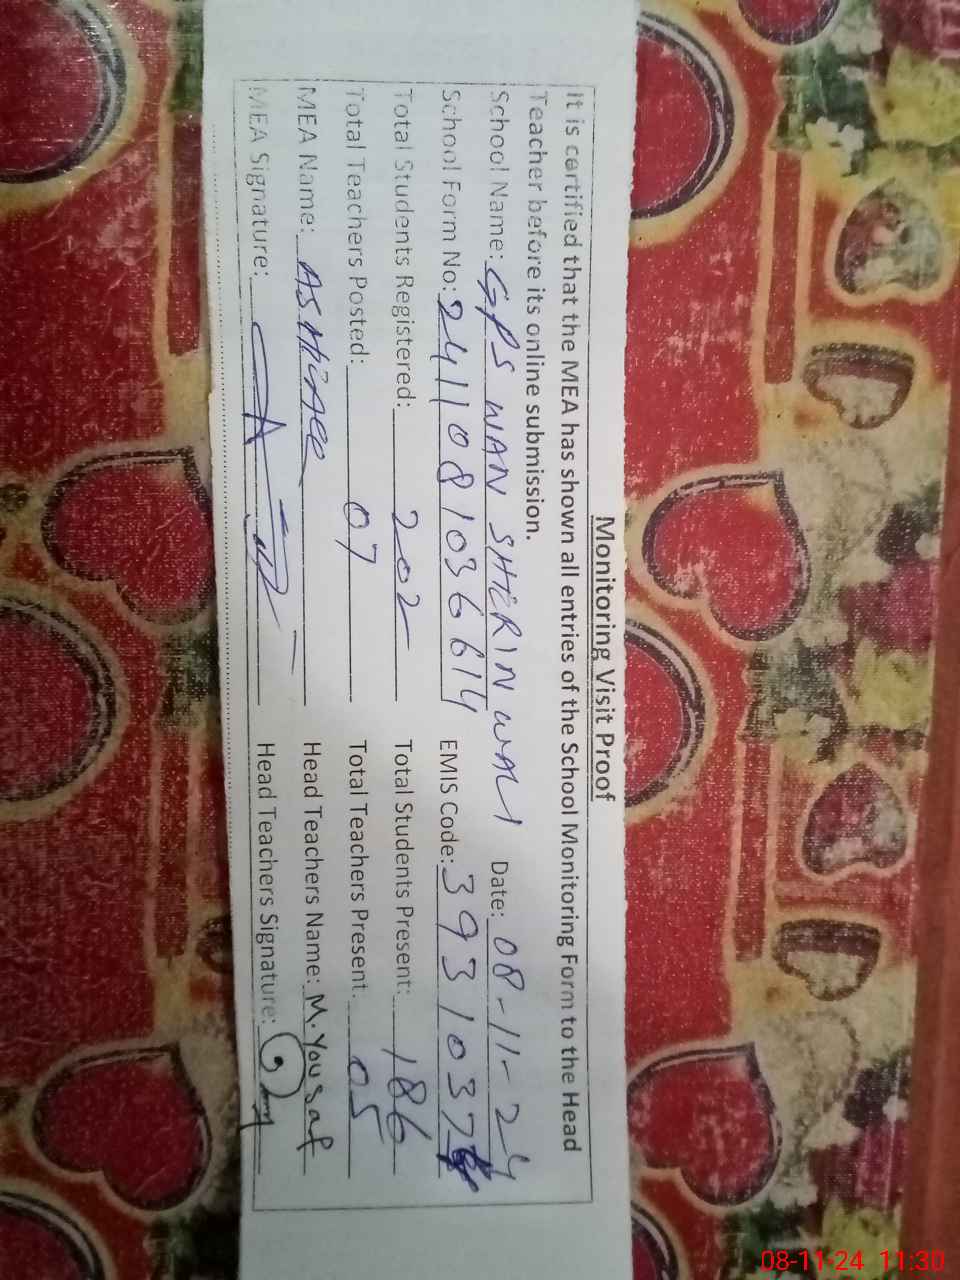 Monitoring Visit Proof
It is certified that the MEA has shown all entries of the School Monitoring Form to the Head
Teacher before its online submission.
School Name: GPS WAN SHERIN WALI Date: 08-11-24
School Form No: 2411081036614 EMIS Code: 3931037
Total Students Registered: 202 Total Students Present: 186
Total Teachers Posted: 07 Total Teachers Present: 05
MEA Name: Head Teachers Name: M. Yousaf
MEA Signature: Head Teachers Signature:
08-11-24 11:30